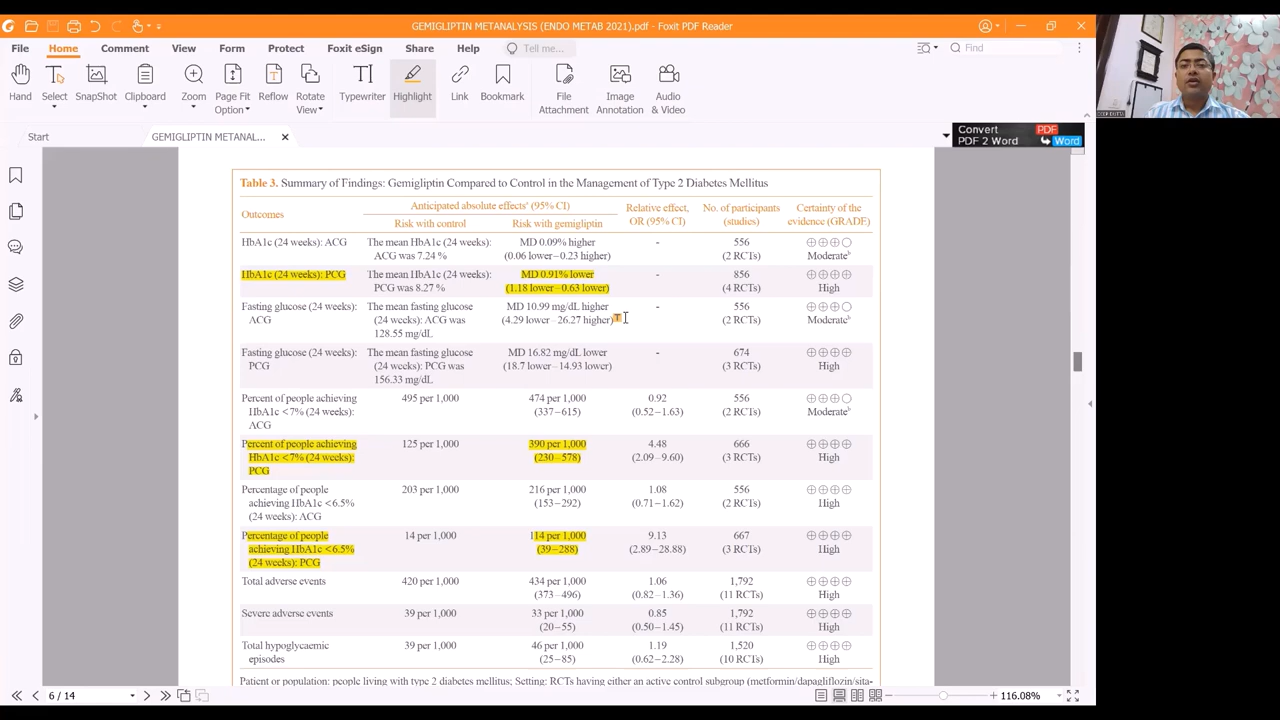 GEMIGLIPTIN METANALYSIS (ENDO METAB 2021).pdf - Foxit PDF Reader
File Home Comment View Form Protect Foxit eSign Share Help Tell me... Find
Hand Select SnapShot Clipboard Zoom Page Fit Option Reflow Rotate View Typewriter Highlight Link Bookmark File Attachment Image Annotation Audio & Video
Start GEMIGLIPTIN METANAL...
Convert PDF
PDF 2 Word Word
Table 3. Summary of Findings: Gemigliptin Compared to Control in the Management of Type 2 Diabetes Mellitus
Outcomes Anticipated absolute effects* (95% CI) Relative effect, OR (95% CI) No. of participants (studies) Certainty of the evidence (GRADE)
Risk with control Risk with gemigliptin
HbA1c (24 weeks): ACG The mean HbA1c (24 weeks): MD 0.09% higher - 556
ACG was 7.24 % (0.06 lower–0.23 higher) (2 RCTs) Moderateᵇ
HbA1c (24 weeks): PCG The mean HbA1c (24 weeks): MD 0.91% lower - 856
PCG was 8.27 % (1.18 lower–0.63 lower) (4 RCTs) High
Fasting glucose (24 weeks): The mean fasting glucose MD 10.99 mg/dL higher - 556
ACG (24 weeks): ACG was (4.29 lower–26.27 higher) (2 RCTs) Moderateᵇ
128.55 mg/dL
Fasting glucose (24 weeks): The mean fasting glucose MD 16.82 mg/dL lower - 674
PCG (24 weeks): PCG was (18.7 lower–14.93 lower) (3 RCTs) High
156.33 mg/dL
Percent of people achieving 495 per 1,000 474 per 1,000 0.92 556
HbA1c <7% (24 weeks): (337–615) (0.52–1.63) (2 RCTs) Moderateᵇ
ACG
Percent of people achieving 125 per 1,000 390 per 1,000 4.48 666
HbA1c <7% (24 weeks): (230–578) (2.09–9.60) (3 RCTs) High
PCG
Percentage of people 203 per 1,000 216 per 1,000 1.08 556
achieving HbA1c <6.5% (153–292) (0.71–1.62) (2 RCTs) High
(24 weeks): ACG
Percentage of people 14 per 1,000 114 per 1,000 9.13 667
achieving HbA1c <6.5% (39–288) (2.89–28.88) (3 RCTs) High
(24 weeks): PCG
Total adverse events 420 per 1,000 434 per 1,000 1.06 1,792
(373–496) (0.82–1.36) (11 RCTs) High
Severe adverse events 39 per 1,000 33 per 1,000 0.85 1,792
(20–55) (0.50–1.45) (11 RCTs) High
Total hypoglycaemic 39 per 1,000 46 per 1,000 1.19 1,520
episodes (25–85) (0.62–2.28) (10 RCTs) High
Patient or population: people living with type 2 diabetes mellitus; Setting: RCTs having either an active control subgroup (metformin/dapagliflozin/sita-
6 / 14 116.08%